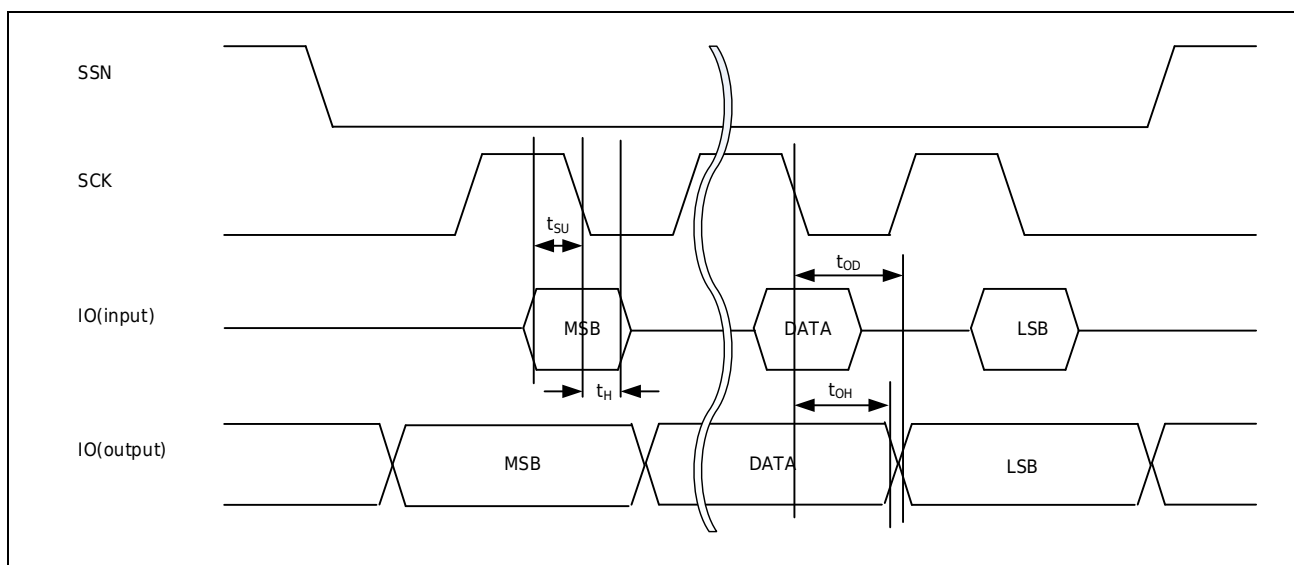 SSN
SCK
tSU
tOD
IO(input)
MSB
DATA
LSB
tH
tOH
IO(output)
MSB
DATA
LSB